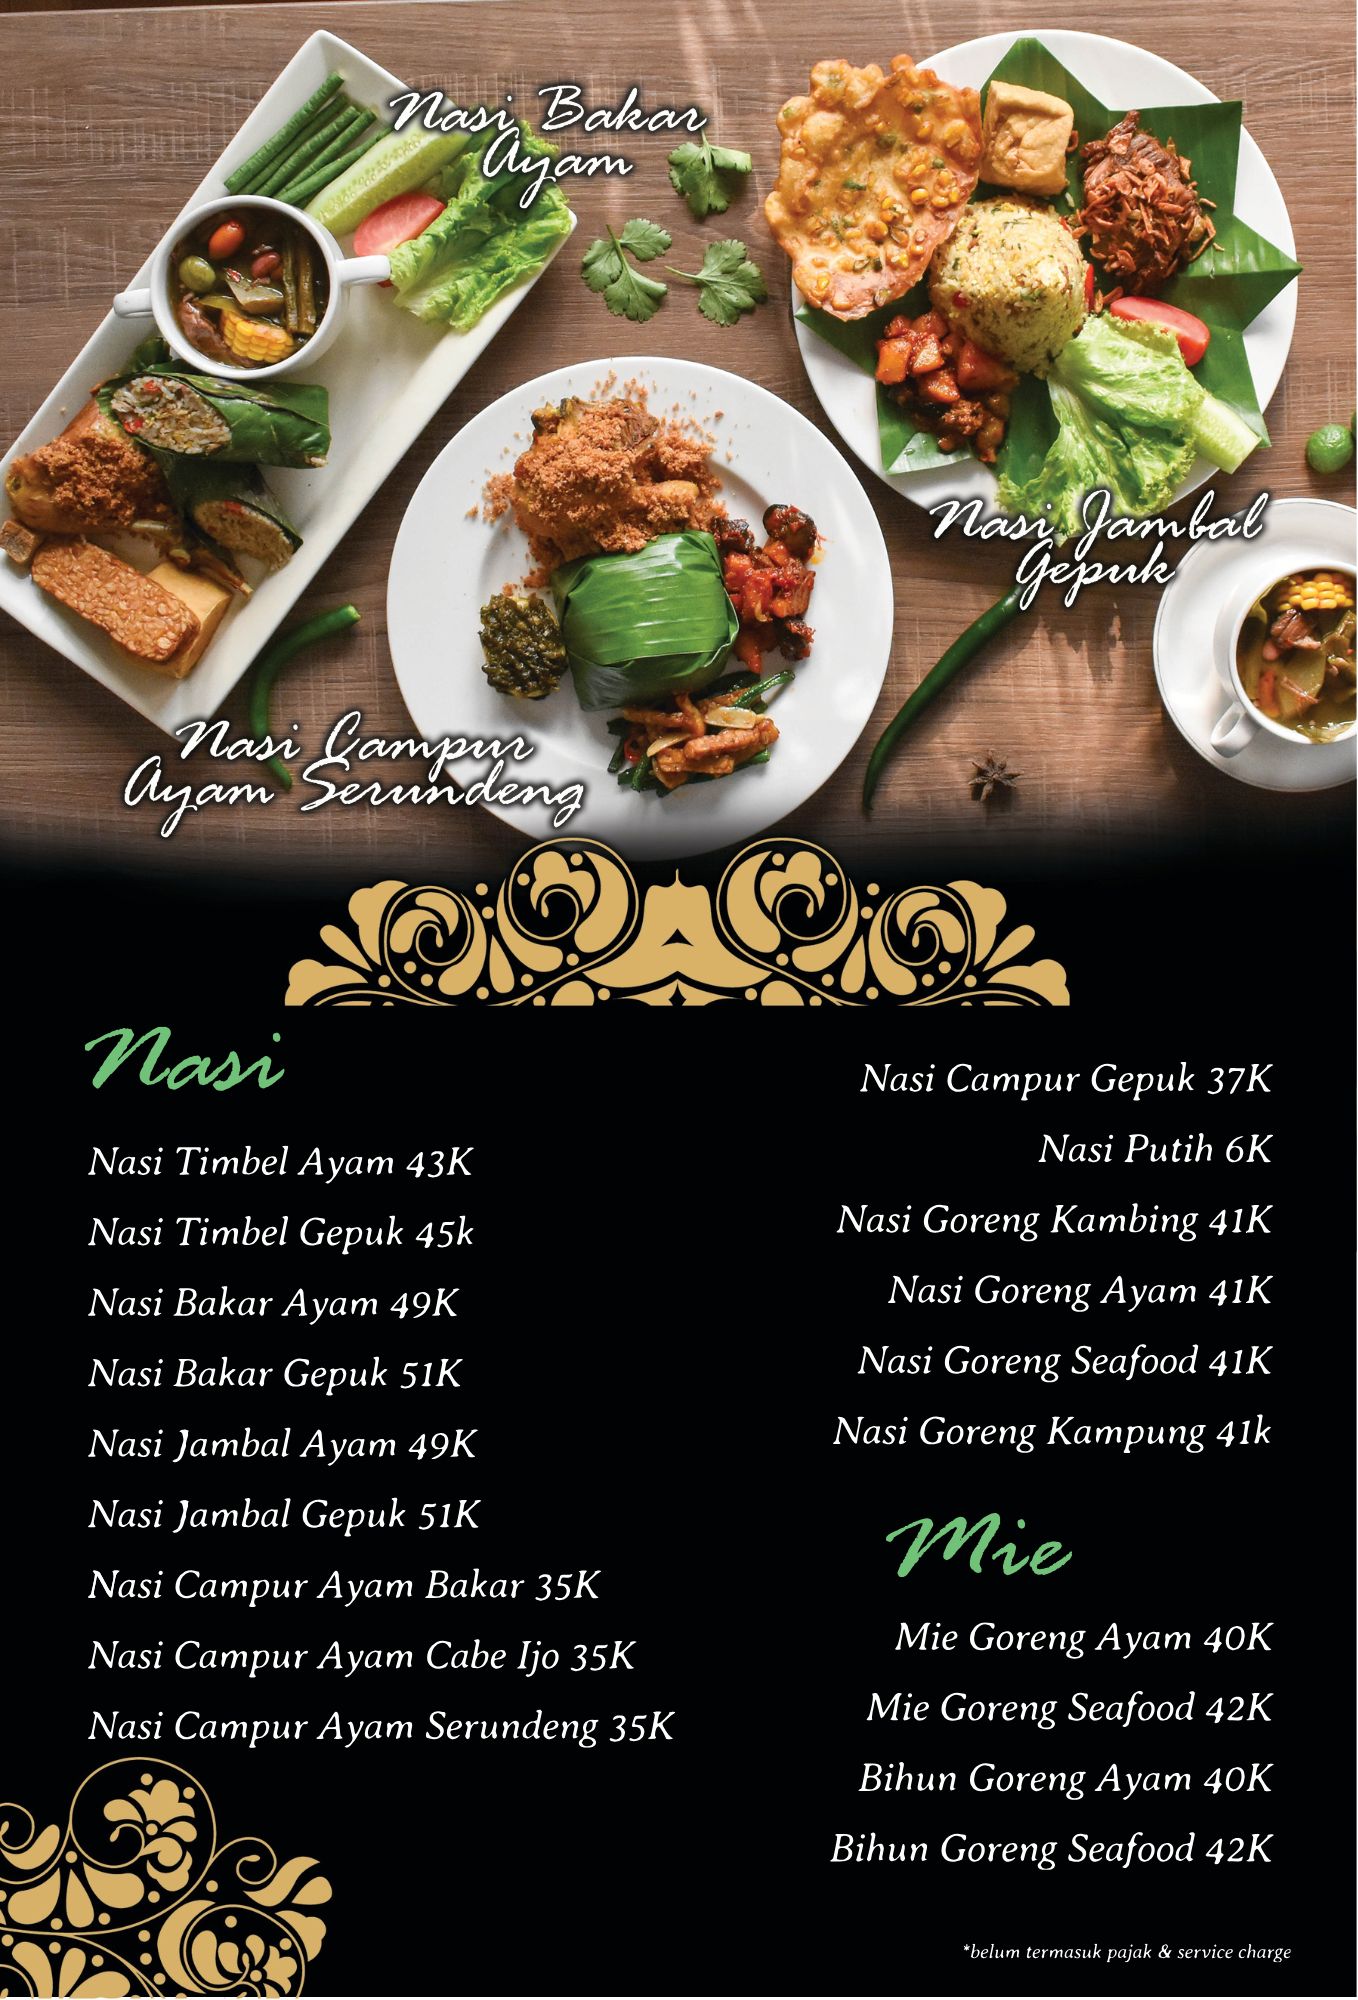 Nasi Bakar
Ayam
Nasi Jambal
Gepuk
Nasi Campur
Ayam Serundeng
Nasi
Nasi Timbel Ayam 43K
Nasi Timbel Gepuk 45k
Nasi Bakar Ayam 49K
Nasi Bakar Gepuk 51K
Nasi Jambal Ayam 49K
Nasi Jambal Gepuk 51K
Nasi Campur Ayam Bakar 35K
Nasi Campur Ayam Cabe Ijo 35K
Nasi Campur Ayam Serundeng 35K
Nasi Campur Gepuk 37K
Nasi Putih 6K
Nasi Goreng Kambing 41K
Nasi Goreng Ayam 41K
Nasi Goreng Seafood 41K
Nasi Goreng Kampung 41k
Mie
Mie Goreng Ayam 40K
Mie Goreng Seafood 42K
Bihun Goreng Ayam 40K
Bihun Goreng Seafood 42K
*belum termasuk pajak & service charge